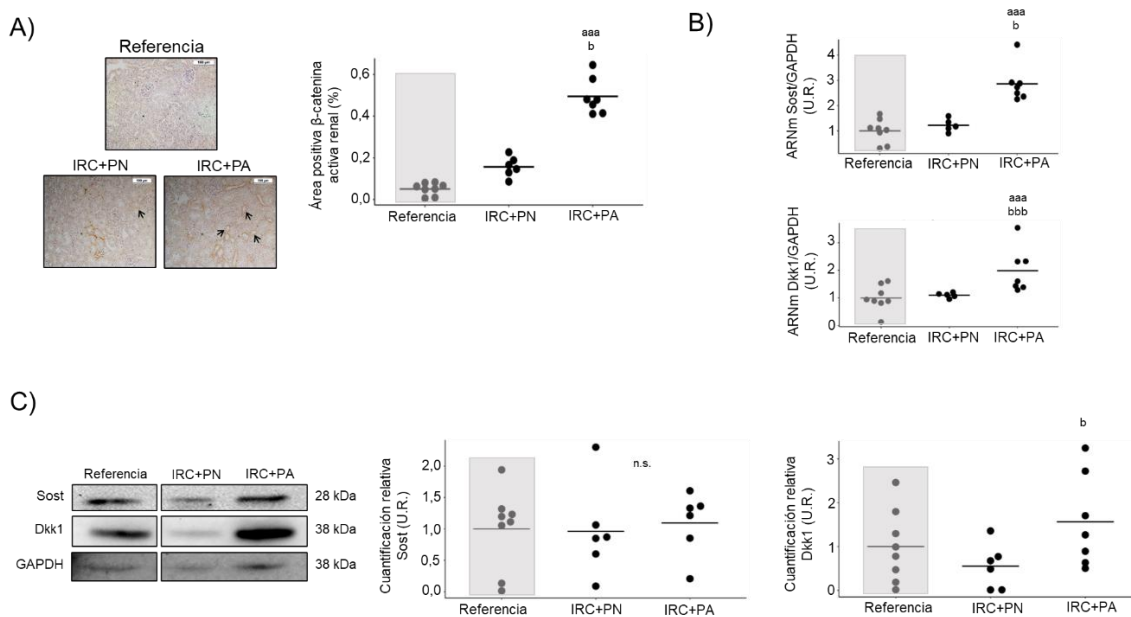 A)
Referencia
IRC+PN
IRC+PA
Área positiva β-catenina
activa renal (%)
0,6
0,4
0,2
0,0
aaa
b
Referencia
IRC+PN
IRC+PA
B)
ARNm Sost/GAPDH
(U.R.)
4
3
2
1
aaa
b
Referencia
IRC+PN
IRC+PA
ARNm Dkk1/GAPDH
(U.R.)
3
2
1
0
aaa
bbb
Referencia
IRC+PN
IRC+PA
C)
Referencia
IRC+PN
IRC+PA
Sost
28 kDa
Dkk1
38 kDa
GAPDH
38 kDa
Cuantificación relativa
Sost (U.R.)
2,0
1,5
1,0
0,5
0,0
n.s.
Referencia
IRC+PN
IRC+PA
Cuantificación relativa
Dkk1 (U.R.)
3
2
1
0
b
Referencia
IRC+PN
IRC+PA